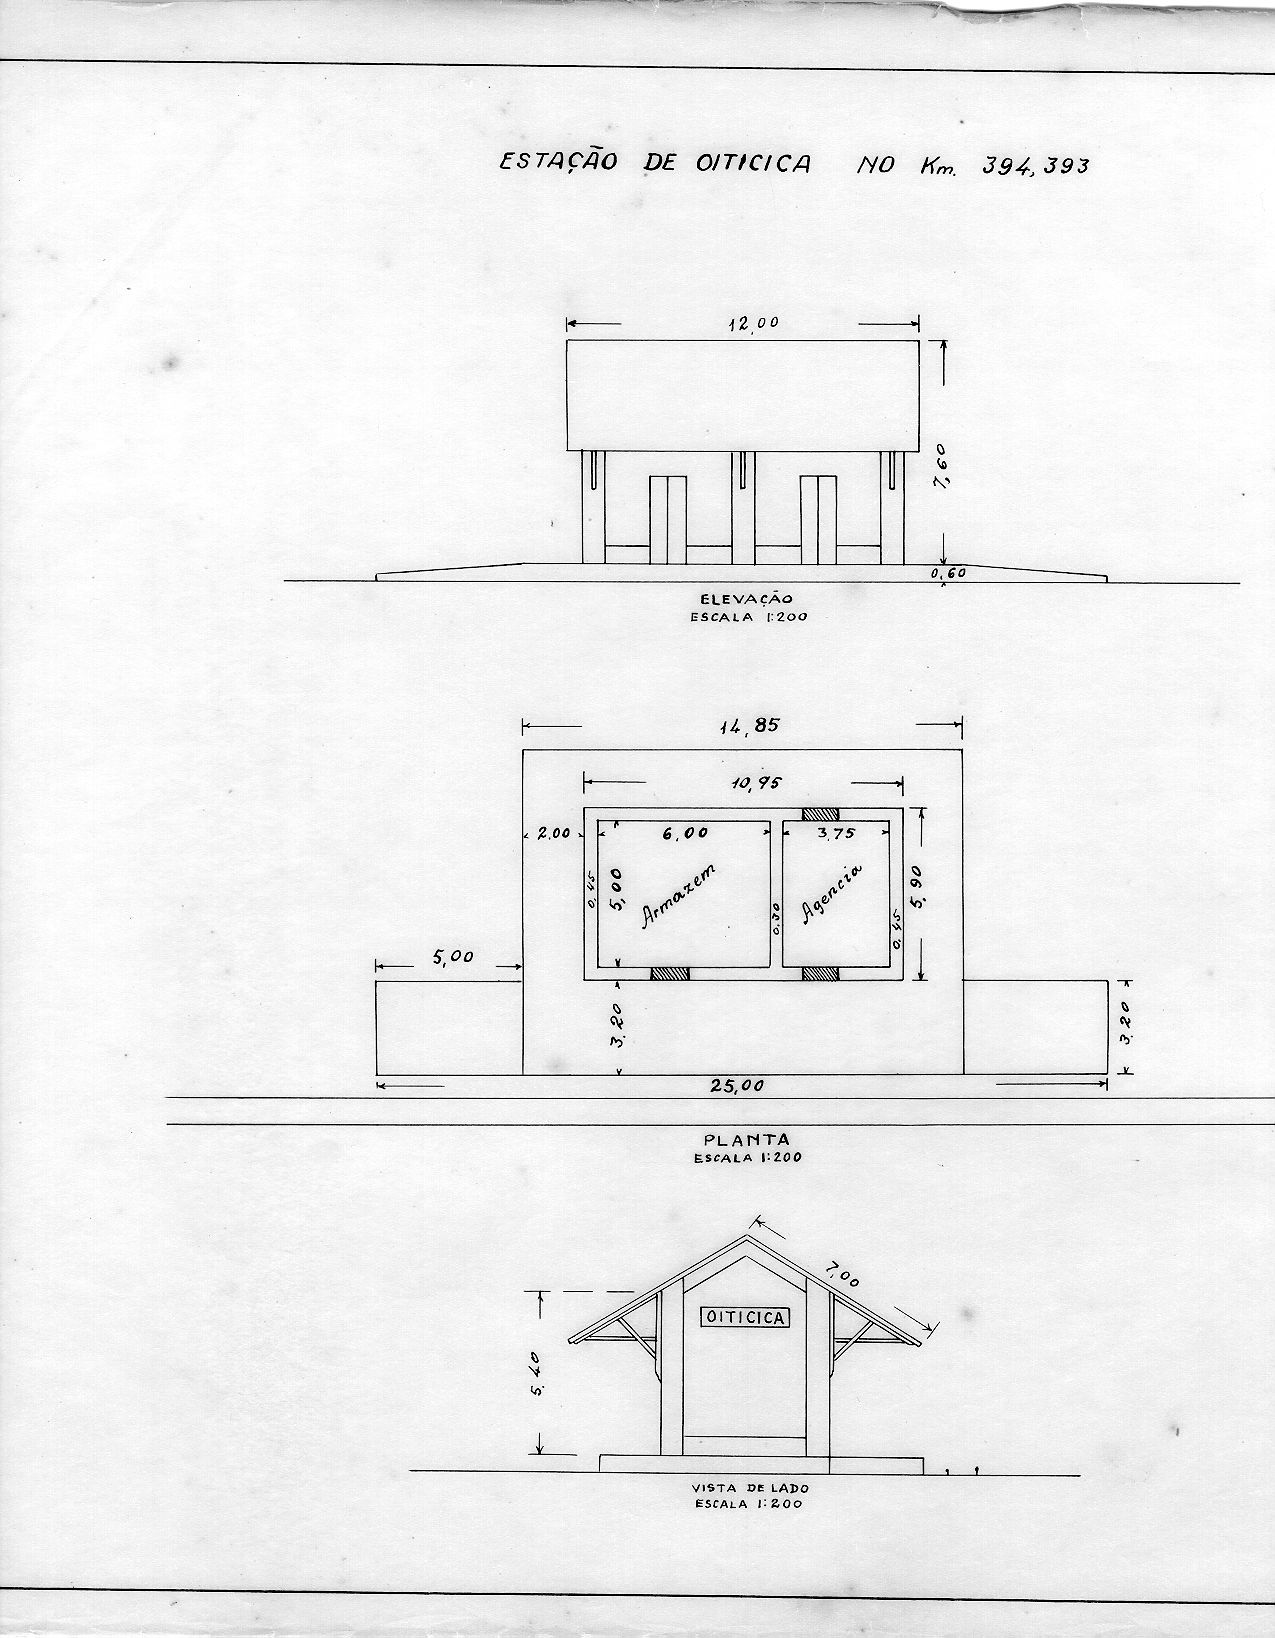 ESTAÇÃO DE OITICICA NO Km. 394,393
12,00
7,60
0,60
ELEVAÇÃO
ESCALA 1:200
14,85
10,95
2,00
6,00
3,75
0,45
5,00
Armazem
0,30
Agencia
0,45
5,90
5,00
3,20
3,20
25,00
PLANTA
ESCALA 1:200
7,00
OITICICA
5,40
VISTA DE LADO
ESCALA 1:200